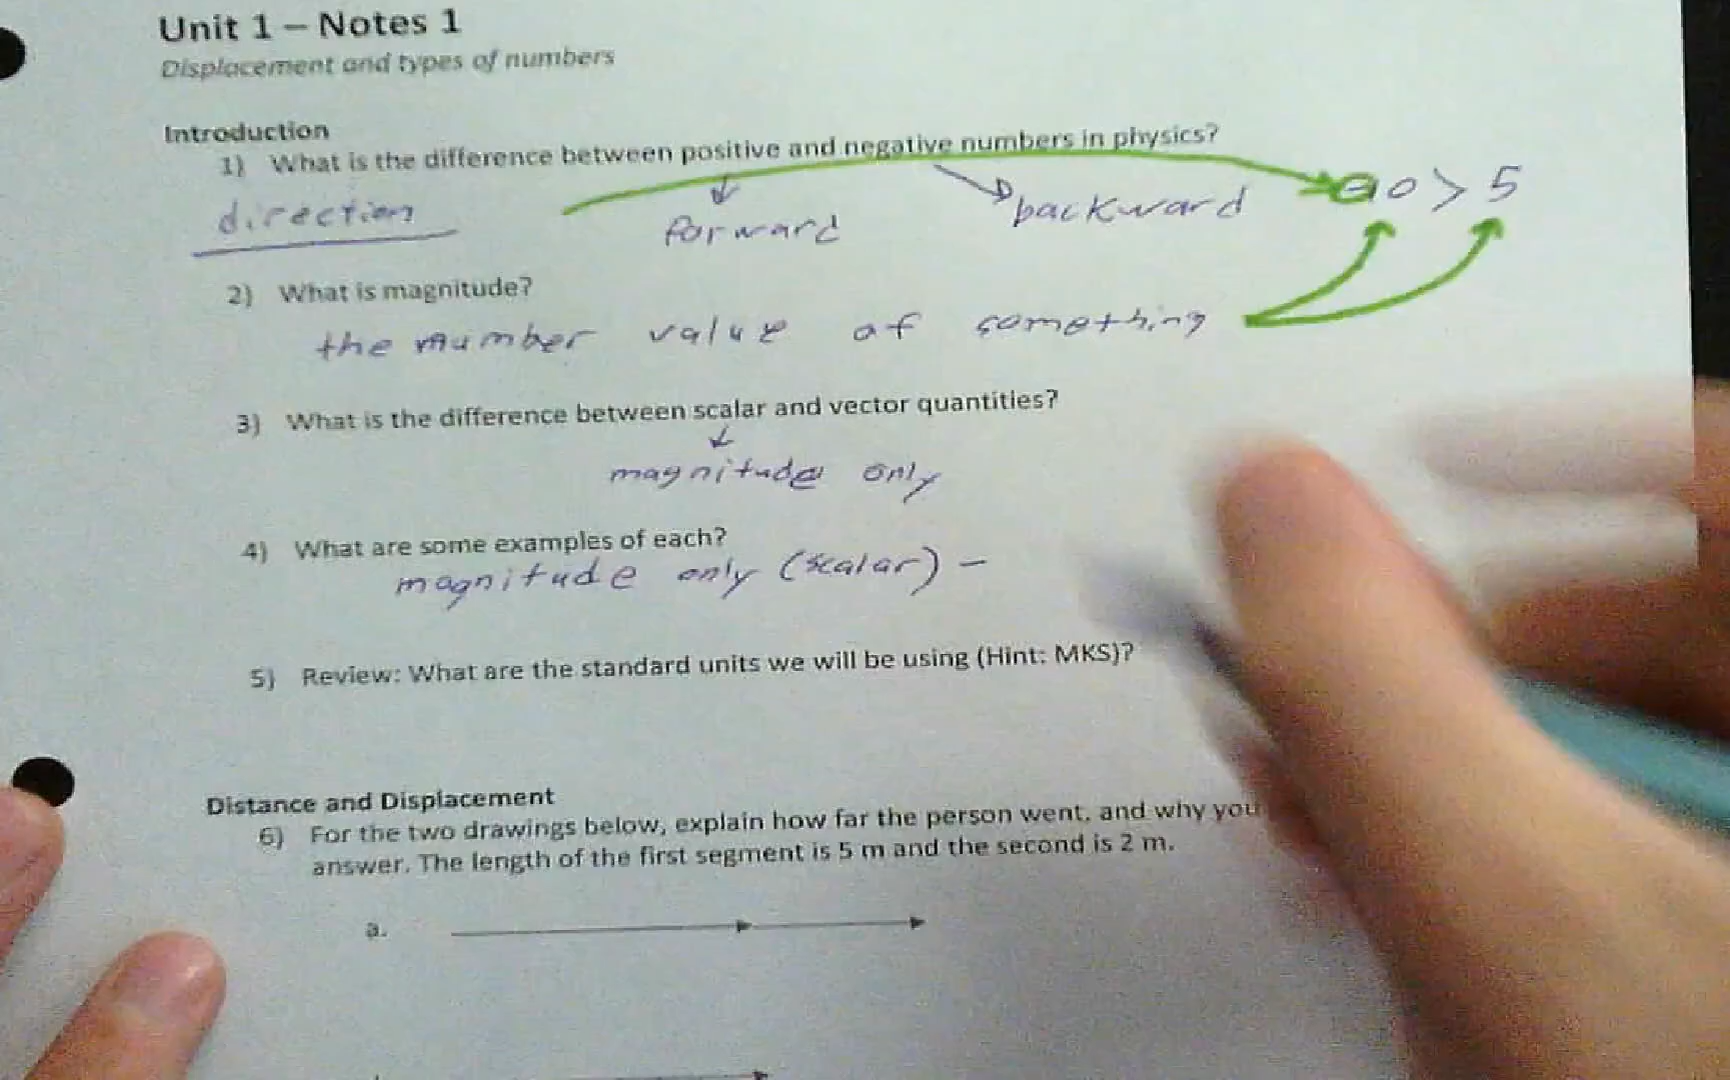 Unit 1 – Notes 1
Displacement and types of numbers
Introduction
1) What is the difference between positive and negative numbers in physics?
direction
forward
backward
-10 > 5
2) What is magnitude?
the number value of something
3) What is the difference between scalar and vector quantities?
magnitude only
4) What are some examples of each?
magnitude only (scalar) –
5) Review: What are the standard units we will be using (Hint: MKS)?
Distance and Displacement
6) For the two drawings below, explain how far the person went, and why you
answer. The length of the first segment is 5 m and the second is 2 m.
a.